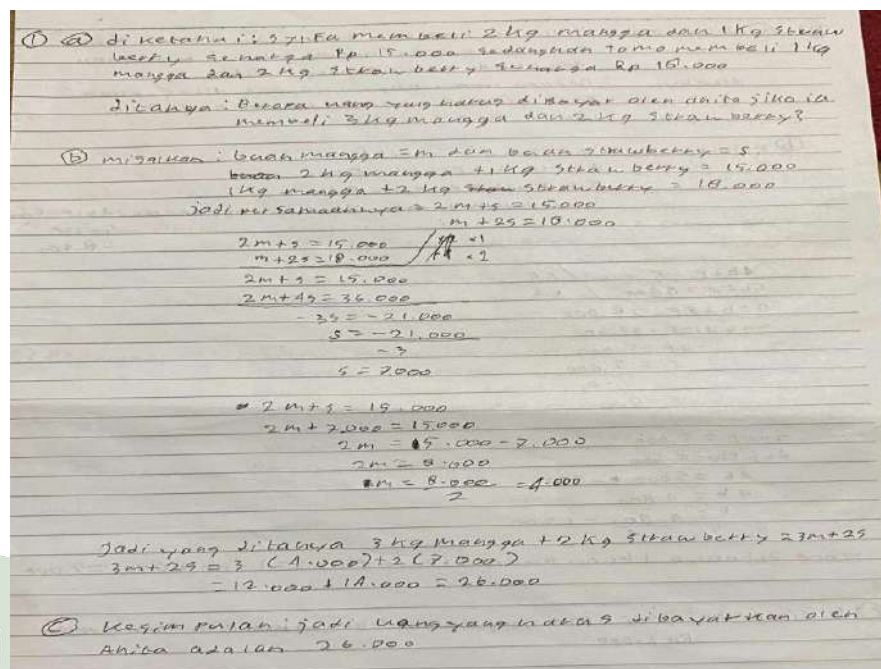 ① ⓐ diketahui : syifa membeli 2 kg mangga dan 1 kg straw
berry seharga Rp. 15.000 sedangkan tomo membeli 1 kg
mangga dan 2 kg strawberry seharga Rp 18.000
ditanya : Berapa uang yang harus dibayar oleh anita jika ia
membeli 3 kg mangga dan 2 kg strawberry?
ⓑ misalkan : buah mangga = m dan buah strawberry = s
2 kg mangga + 1 kg strawberry = 15.000
1 kg mangga + 2 kg strawberry = 18.000
jadi persamaannya = 2m+s = 15.000
m + 2s = 18.000
2m+s = 15.000 | x1
m+2s = 18.000 | x2
2m+s = 15.000
2m+4s = 36.000
-3s = -21.000
s = -21.000
-3
s = 7.000
2m+s = 15.000
2m + 7.000 = 15.000
2m = 15.000 - 7.000
2m = 8.000
m = 8.000 = 4.000
2
Jadi yang ditanya 3 kg mangga + 2 kg strawberry = 3m+2s
3m+2s = 3 (4.000) + 2 (7.000)
= 12.000 + 14.000 = 26.000
ⓒ Kesimpulan : jadi uang yang harus dibayarkan oleh
Anita adalah 26.000